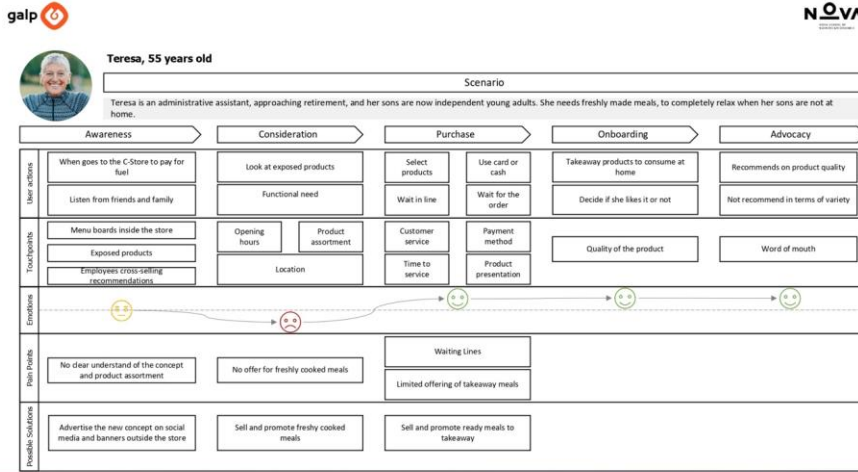 galp
NOVA
Teresa, 55 years old
Scenario
Teresa is an administrative assistant, approaching retirement, and her sons are now independent young adults. She needs freshly made meals, to completely relax when her sons are not at
home.
Awareness
Consideration
Purchase
Onboarding
Advocacy
User actions
When goes to the C-Store to pay for
fuel
Listen from friends and family
Look at exposed products
Functional need
Select
products
Use card or
cash
Wait in line
Wait for the
order
Takeaway products to consume at
home
Decide if she likes it or not
Recommends on product quality
Not recommend in terms of variety
Touchpoints
Menu boards inside the store
Exposed products
Employees cross-selling
recommendations
Opening
hours
Product
assortment
Location
Customer
service
Payment
method
Time to
service
Product
presentation
Quality of the product
Word of mouth
Emotions
Pain Points
No clear understand of the concept
and product assortment
No offer for freshly cooked meals
Waiting Lines
Limited offering of takeaway meals
Possible Solutions
Advertise the new concept on social
media and banners outside the store
Sell and promote freshy cooked
meals
Sell and promote ready meals to
takeaway